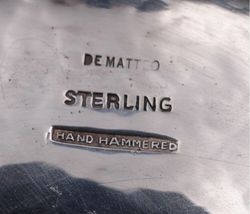 DE MATTEO
STERLING
HAND HAMMERED